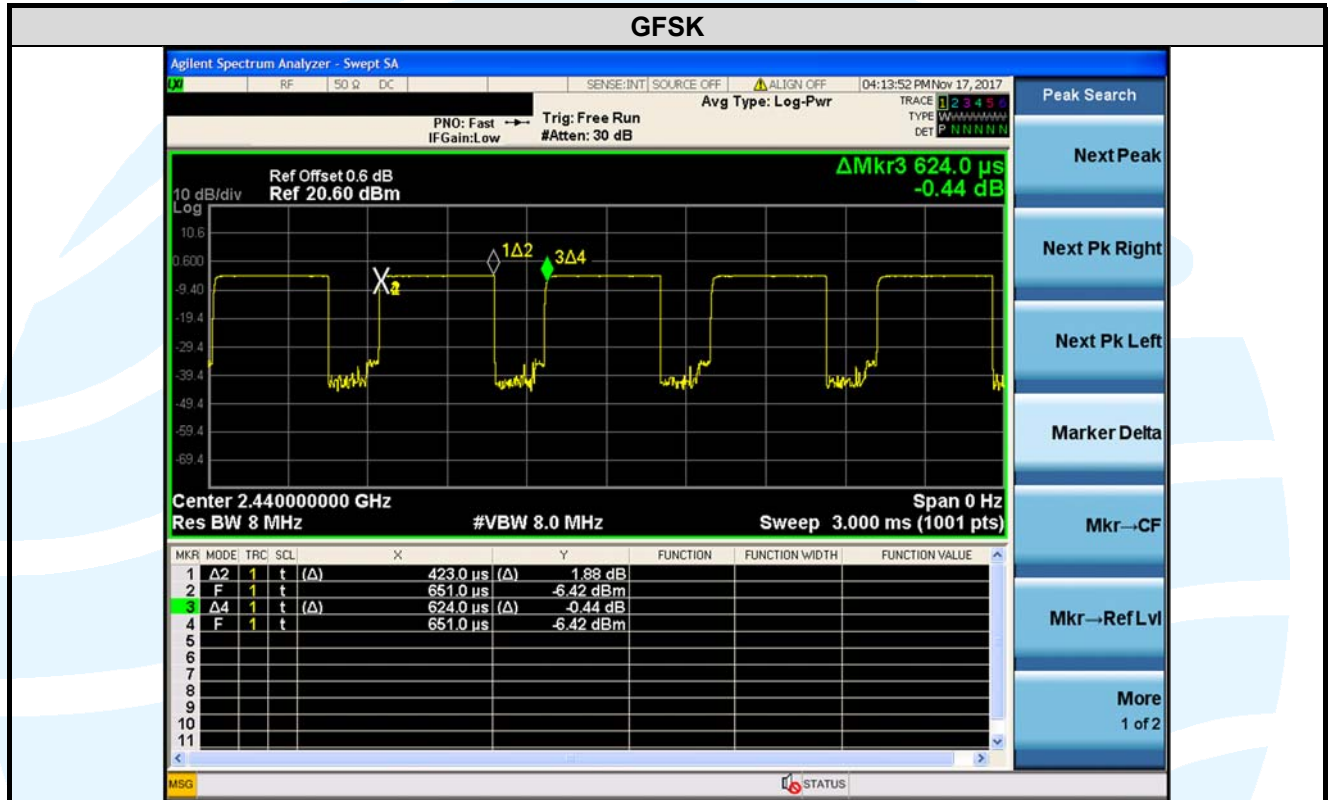 GFSK
Agilent Spectrum Analyzer - Swept SA
LXI RF 50 Ω DC SENSE:INT SOURCE OFF ALIGN OFF 04:13:52 PM Nov 17, 2017
Avg Type: Log-Pwr TRACE 1 2 3 4 5 6
PNO: Fast Trig: Free Run TYPE WWWWWWW
IFGain:Low #Atten: 30 dB DET P N N N N N
ΔMkr3 624.0 µs
-0.44 dB
Ref Offset 0.6 dB
10 dB/div Ref 20.60 dBm
Log
10.6
0.600
-9.40
-19.4
-29.4
-39.4
-49.4
-59.4
-69.4
1Δ2
3Δ4
X
Center 2.440000000 GHz Span 0 Hz
Res BW 8 MHz #VBW 8.0 MHz Sweep 3.000 ms (1001 pts)
MKR MODE TRC SCL X Y FUNCTION FUNCTION WIDTH FUNCTION VALUE
1 Δ2 1 t (Δ) 423.0 µs (Δ) 1.88 dB
2 F 1 t 651.0 µs -6.42 dBm
3 Δ4 1 t (Δ) 624.0 µs (Δ) -0.44 dB
4 F 1 t 651.0 µs -6.42 dBm
5
6
7
8
9
10
11
MSG STATUS
Peak Search
Next Peak
Next Pk Right
Next Pk Left
Marker Delta
Mkr→CF
Mkr→Ref Lvl
More
1 of 2